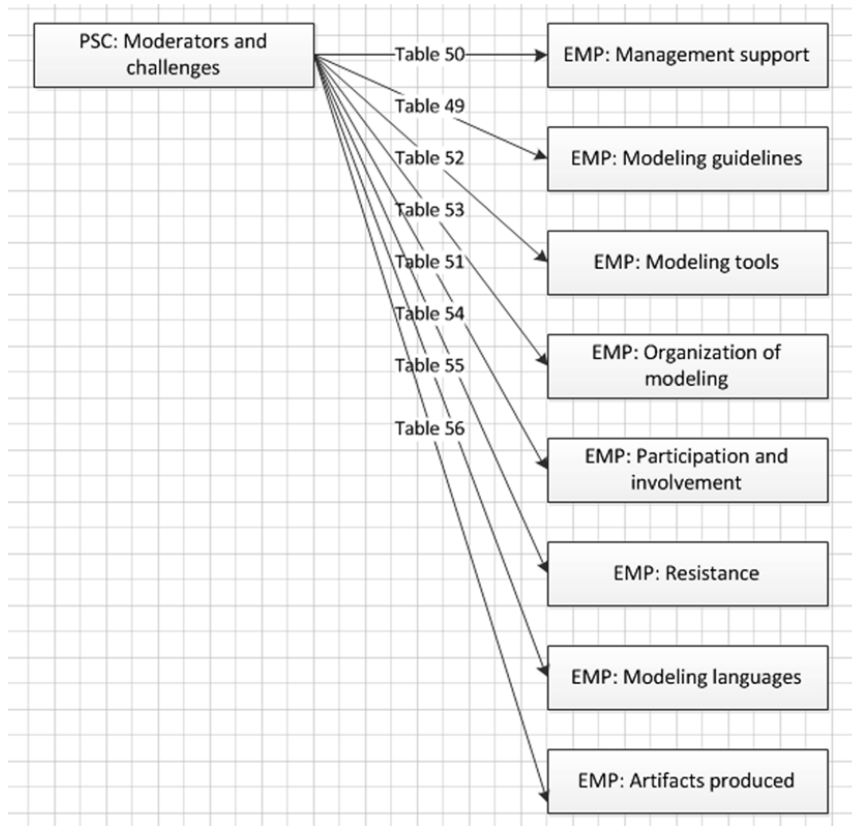 PSC: Moderators and
challenges
Table 50
EMP: Management support
Table 49
EMP: Modeling guidelines
Table 52
EMP: Modeling tools
Table 53
EMP: Organization of
modeling
Table 51
EMP: Participation and
involvement
Table 54
EMP: Resistance
Table 55
EMP: Modeling languages
Table 56
EMP: Artifacts produced